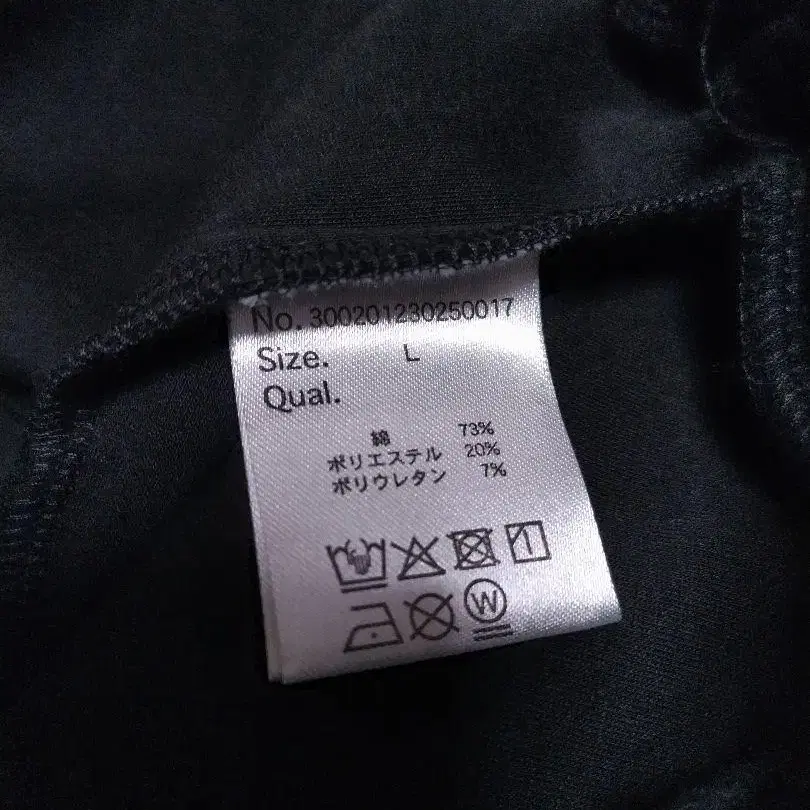 No. 300201230250017
Size. L
Qual.
綿 73%
ポリエステル 20%
ポリウレタン 7%
W